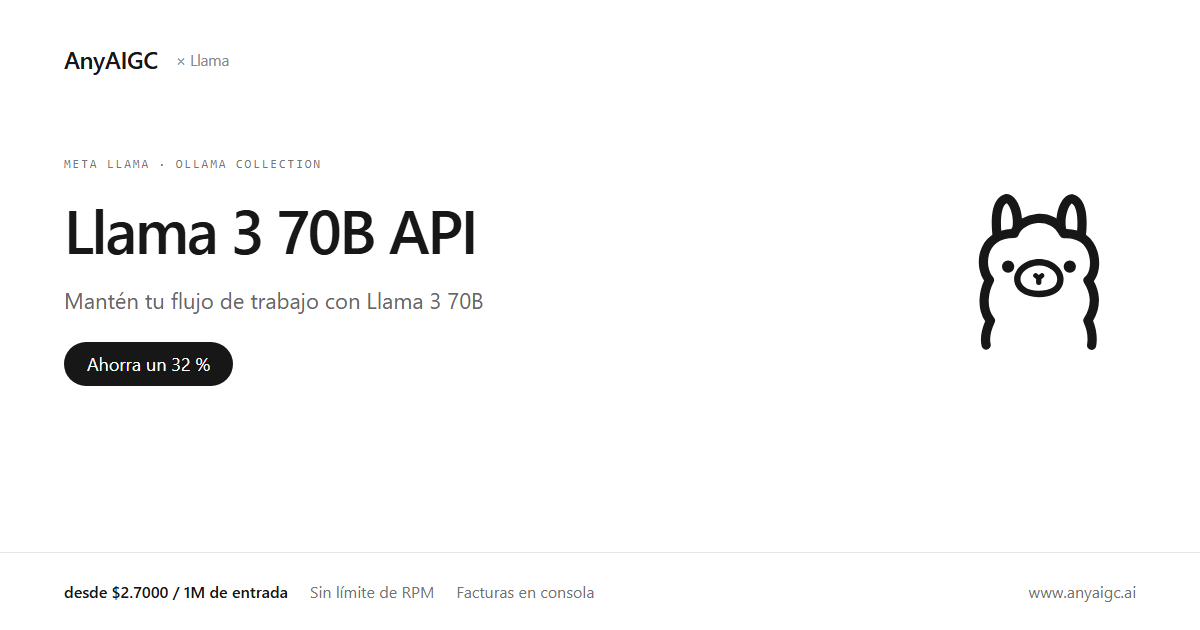 AnyAIGC × Llama
META LLAMA · OLLAMA COLLECTION
Llama 3 70B API
Mantén tu flujo de trabajo con Llama 3 70B
Ahorra un 32 %
desde $2.7000 / 1M de entrada Sin límite de RPM Facturas en consola www.anyaigc.ai